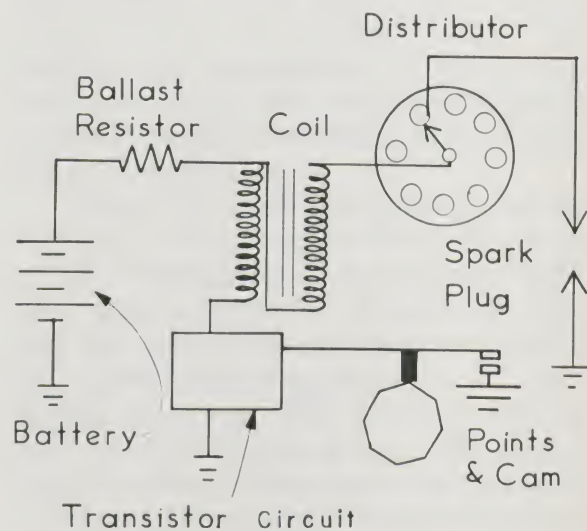 Distributor
Ballast
Resistor
Coil
Spark
Plug
Battery
Points
& Cam
Transistor Circuit